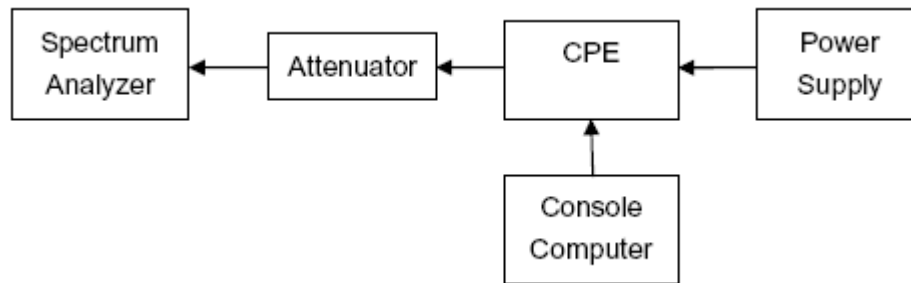 Spectrum
Analyzer
Attenuator
CPE
Power
Supply
Console
Computer